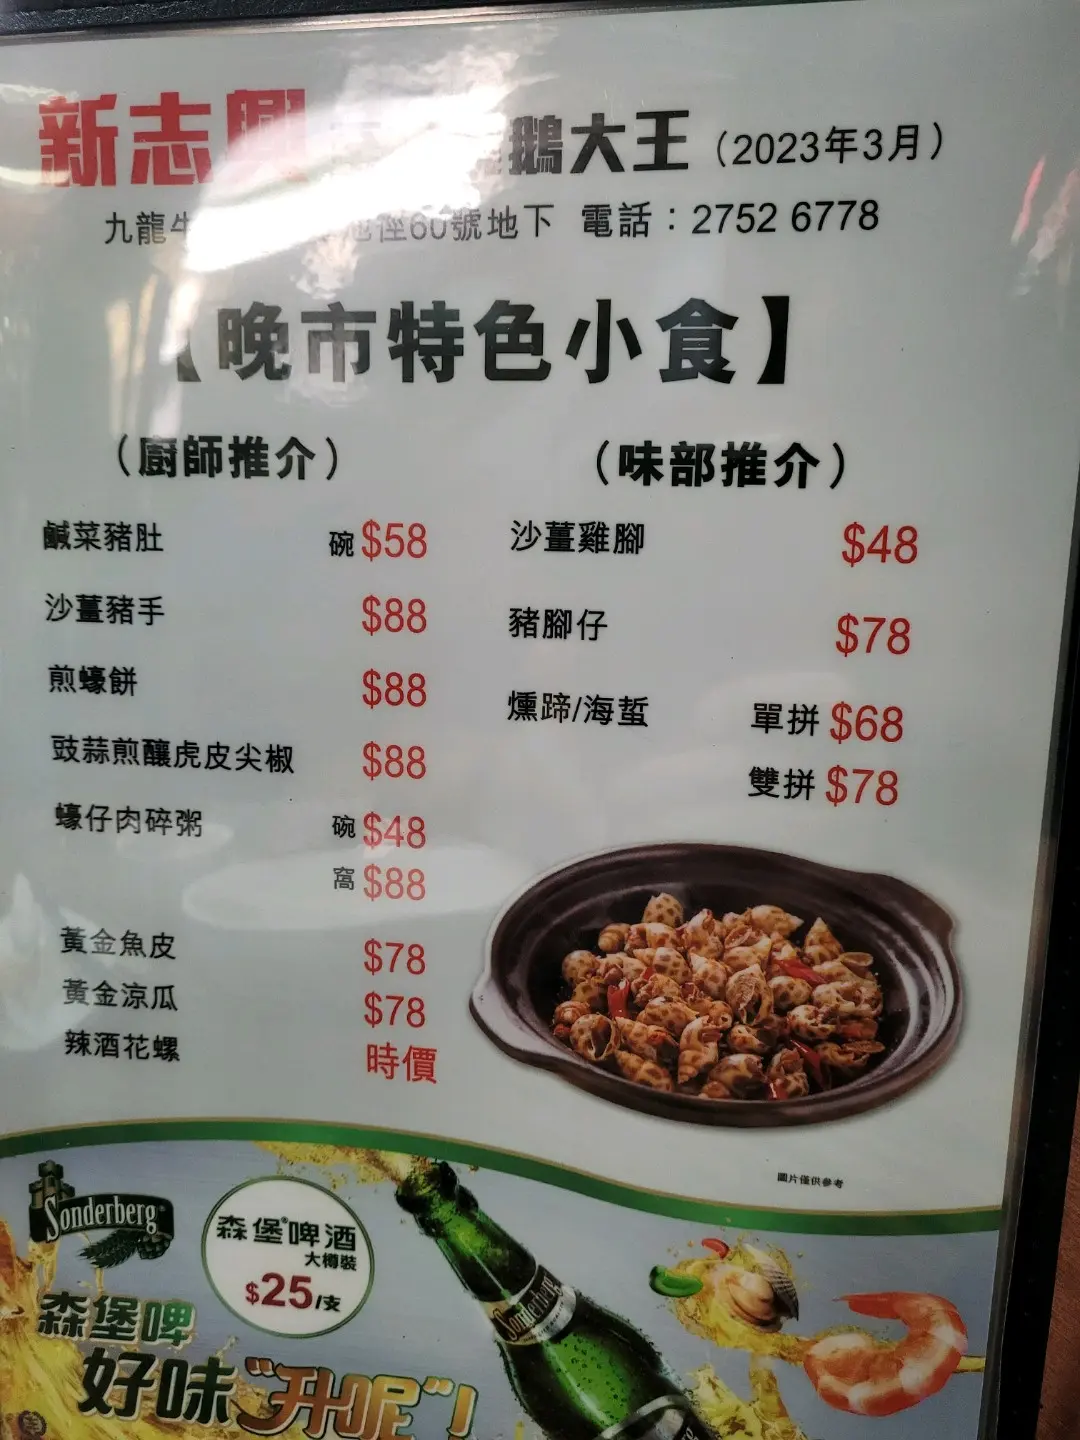 新志興 鵝大王（2023年3月）
九龍牛 徑60號地下 電話：2752 6778
【晚市特色小食】
（廚師推介）
鹹菜豬肚 碗 $58
沙薑豬手 $88
煎蠔餅 $88
豉蒜煎釀虎皮尖椒 $88
蠔仔肉碎粥 碗 $48
窩 $88
黃金魚皮 $78
黃金涼瓜 $78
辣酒花螺 時價
（味部推介）
沙薑雞腳 $48
豬腳仔 $78
燻蹄/海蜇 單拼 $68
雙拼 $78
圖片僅供參考
Sonderberg
森堡啤酒
大樽裝
$25/支
森堡啤
好味"升呢"!
Sonderberg